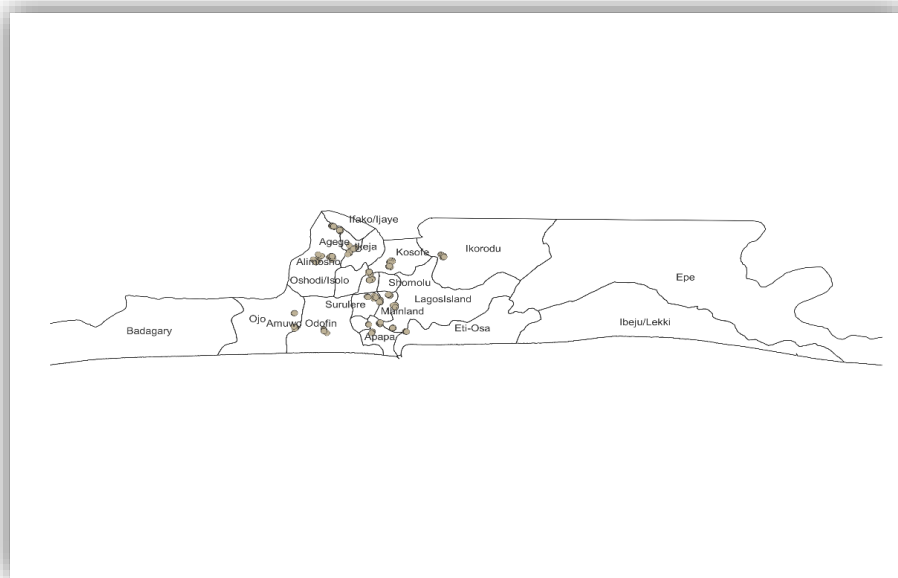 Ifako/Ijaye
Agege
Ikeja
Kosofe
Ikorodu
Alimosho
Oshodi/Isolo
Shomolu
Epe
LagosIsland
Surulere
Mainland
Ojo
Amuwo Odofin
Badagary
Eti-Osa
Ibeju/Lekki
Apapa